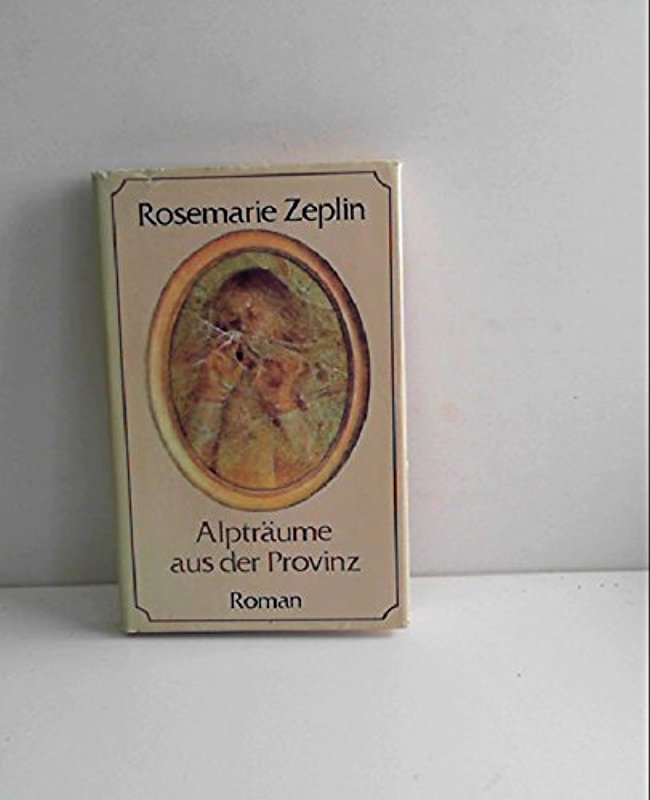 Rosemarie Zeplin
Alpträume
aus der Provinz
Roman